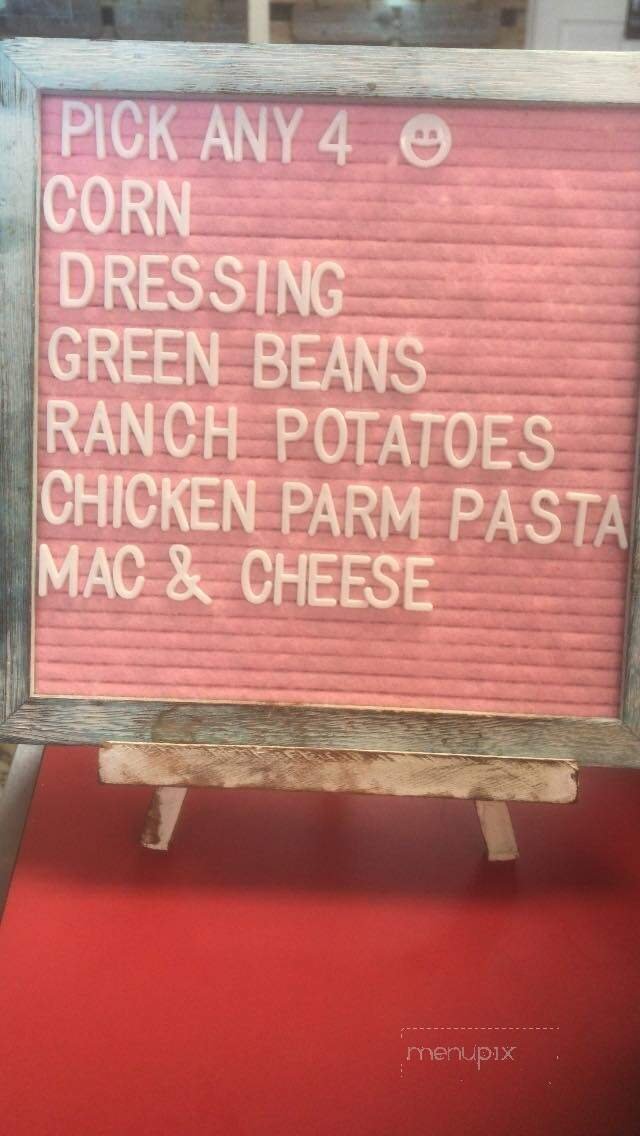 PICK ANY 4
CORN
DRESSING
GREEN BEANS
RANCH POTATOES
CHICKEN PARM PASTA
MAC & CHEESE
menupix